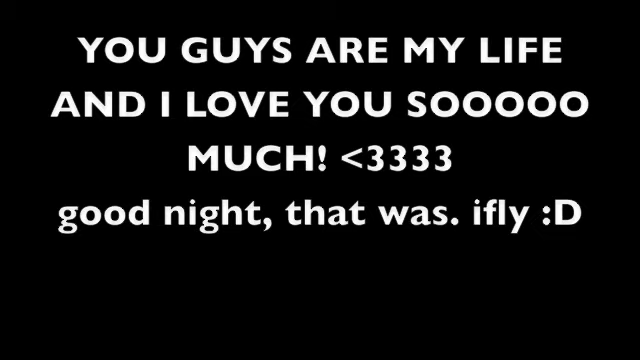 YOU GUYS ARE MY LIFE
AND I LOVE YOU SOOOOO
MUCH! <3333
good night, that was. ifly :D